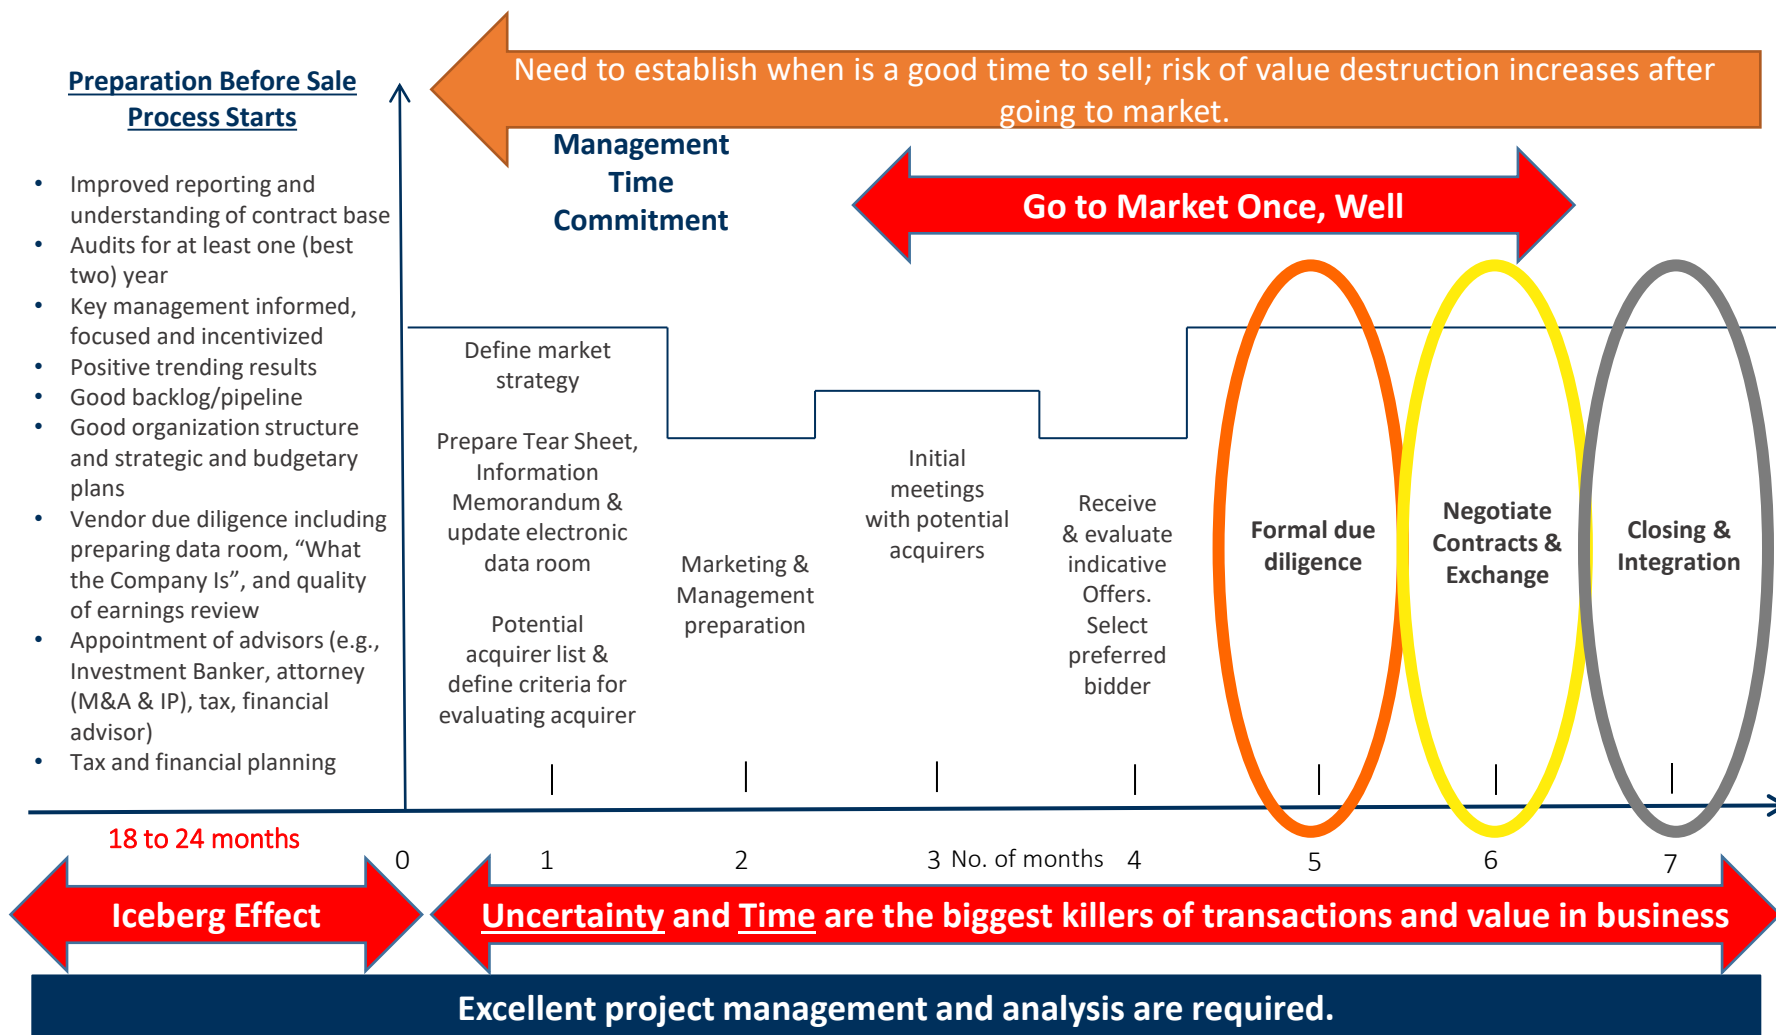 Need to establish when is a good time to sell; risk of value destruction increases after
going to market.
Preparation Before Sale
Process Starts
• Improved reporting and
understanding of contract base
• Audits for at least one (best
two) year
• Key management informed,
focused and incentivized
• Positive trending results
• Good backlog/pipeline
• Good organization structure
and strategic and budgetary
plans
• Vendor due diligence including
preparing data room, “What
the Company Is”, and quality
of earnings review
• Appointment of advisors (e.g.,
Investment Banker, attorney
(M&A & IP), tax, financial
advisor)
• Tax and financial planning
Management
Time
Commitment
Go to Market Once, Well
Define market
strategy
Prepare Tear Sheet,
Information
Memorandum &
update electronic
data room
Potential
acquirer list &
define criteria for
evaluating acquirer
Marketing &
Management
preparation
Initial
meetings
with potential
acquirers
Receive
& evaluate
indicative
Offers.
Select
preferred
bidder
Formal due
diligence
Negotiate
Contracts &
Exchange
Closing &
Integration
18 to 24 months
0 1 2 3 No. of months 4 5 6 7
Iceberg Effect
Uncertainty and Time are the biggest killers of transactions and value in business
Excellent project management and analysis are required.